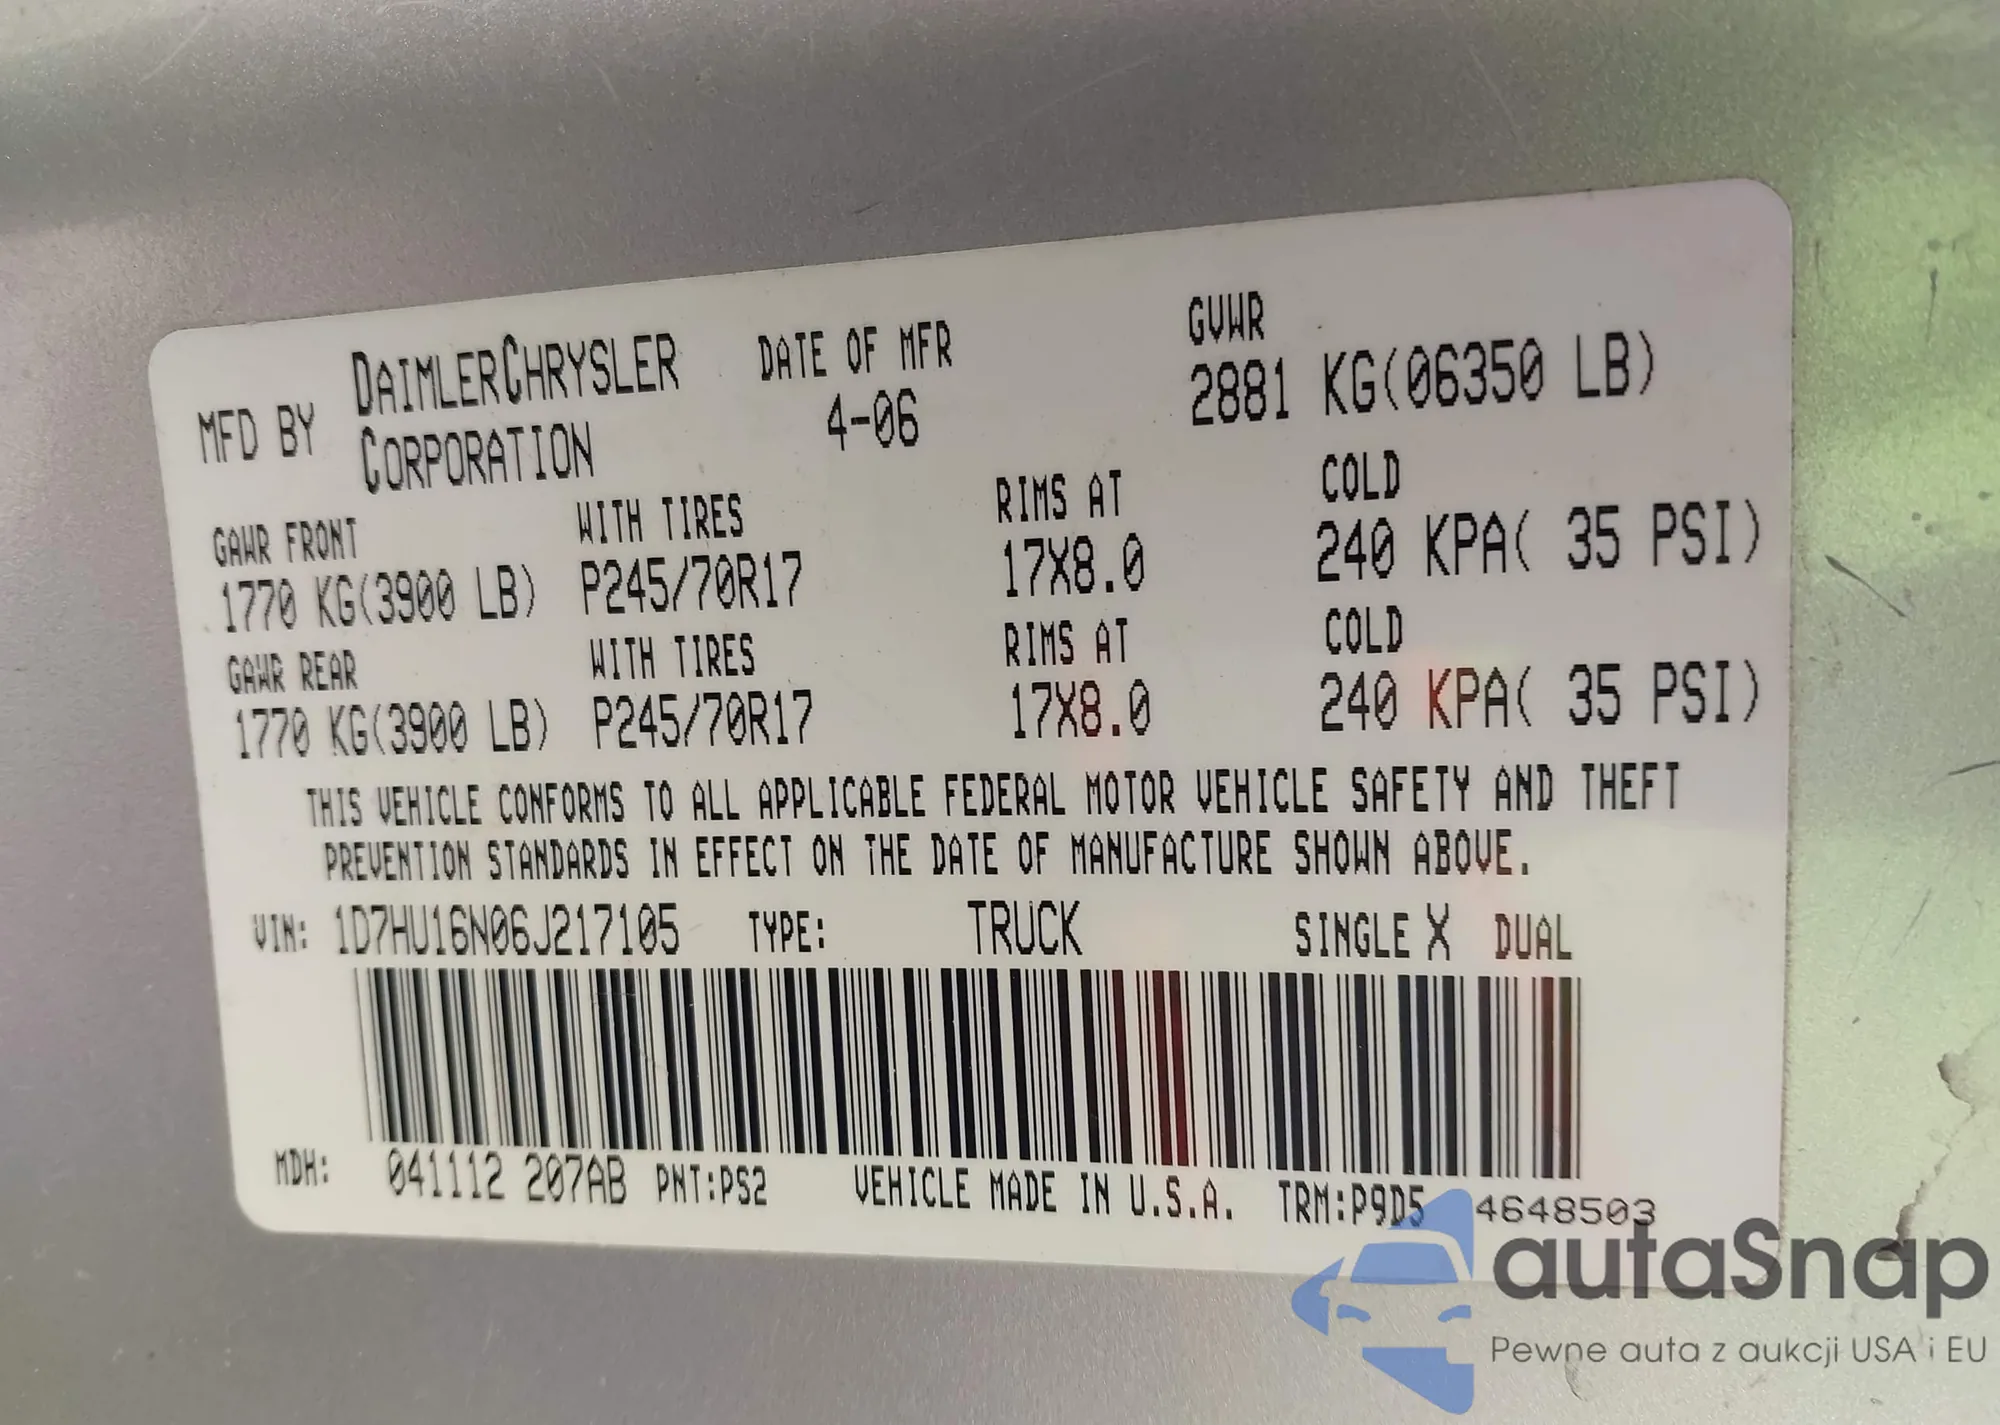 MFD BY DAIMLERCHRYSLER CORPORATION DATE OF MFR 4-06 GVWR 2881 KG(06350 LB)
GAWR FRONT WITH TIRES RIMS AT COLD
1770 KG(3900 LB) P245/70R17 17X8.0 240 KPA( 35 PSI)
GAWR REAR WITH TIRES RIMS AT COLD
1770 KG(3900 LB) P245/70R17 17X8.0 240 KPA( 35 PSI)
THIS VEHICLE CONFORMS TO ALL APPLICABLE FEDERAL MOTOR VEHICLE SAFETY AND THEFT
PREVENTION STANDARDS IN EFFECT ON THE DATE OF MANUFACTURE SHOWN ABOVE.
VIN: 1D7HU16N06J217105 TYPE: TRUCK SINGLE X DUAL
MDH: 041112 207AB PNT:PS2 VEHICLE MADE IN U.S.A. TRM:P9D5 4648503
autaSnap
Pewne auta z aukcji USA i EU